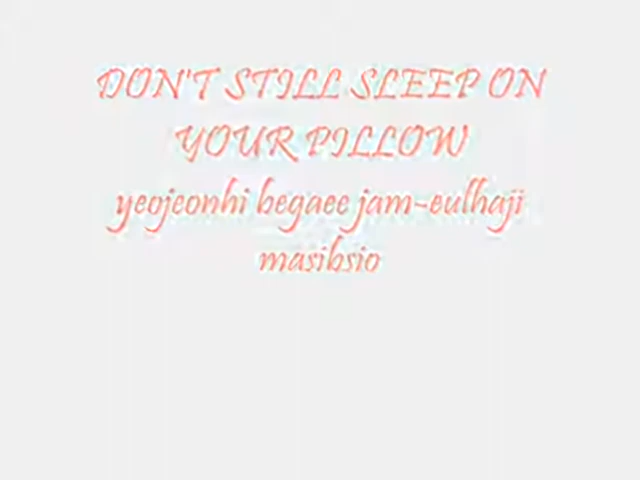 DON'T STILL SLEEP ON
YOUR PILLOW
yeojeonhi begaee jam-eulhaji
masibsio